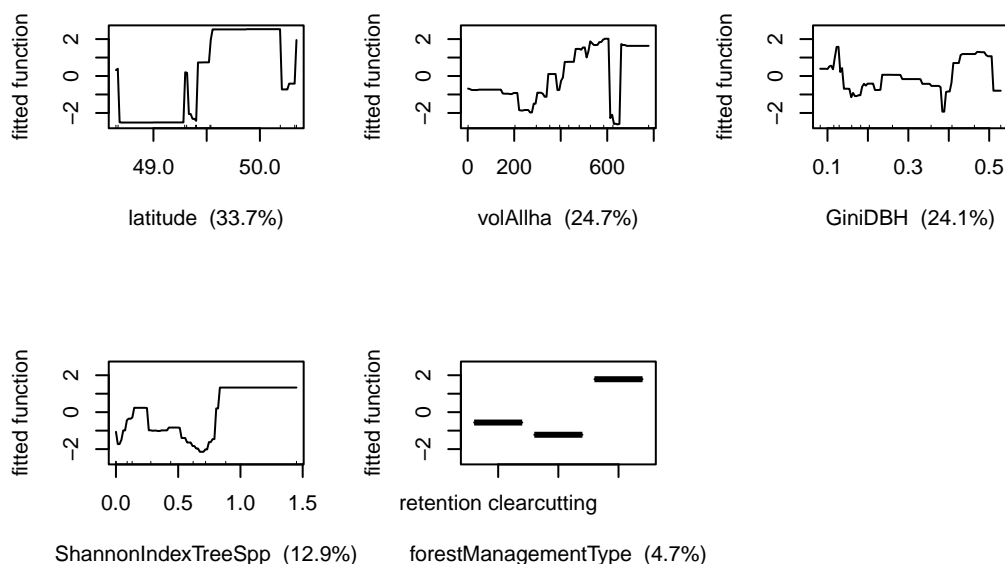 fitted function
2
0
-2
49.0 50.0
latitude (33.7%)
fitted function
2
0
-2
0 200 600
volAllha (24.7%)
fitted function
2
0
-2
0.1 0.3 0.5
GiniDBH (24.1%)
fitted function
2
0
-2
0.0 0.5 1.0 1.5
ShannonIndexTreeSpp (12.9%)
fitted function
2
0
-2
retention clearcutting
forestManagementType (4.7%)